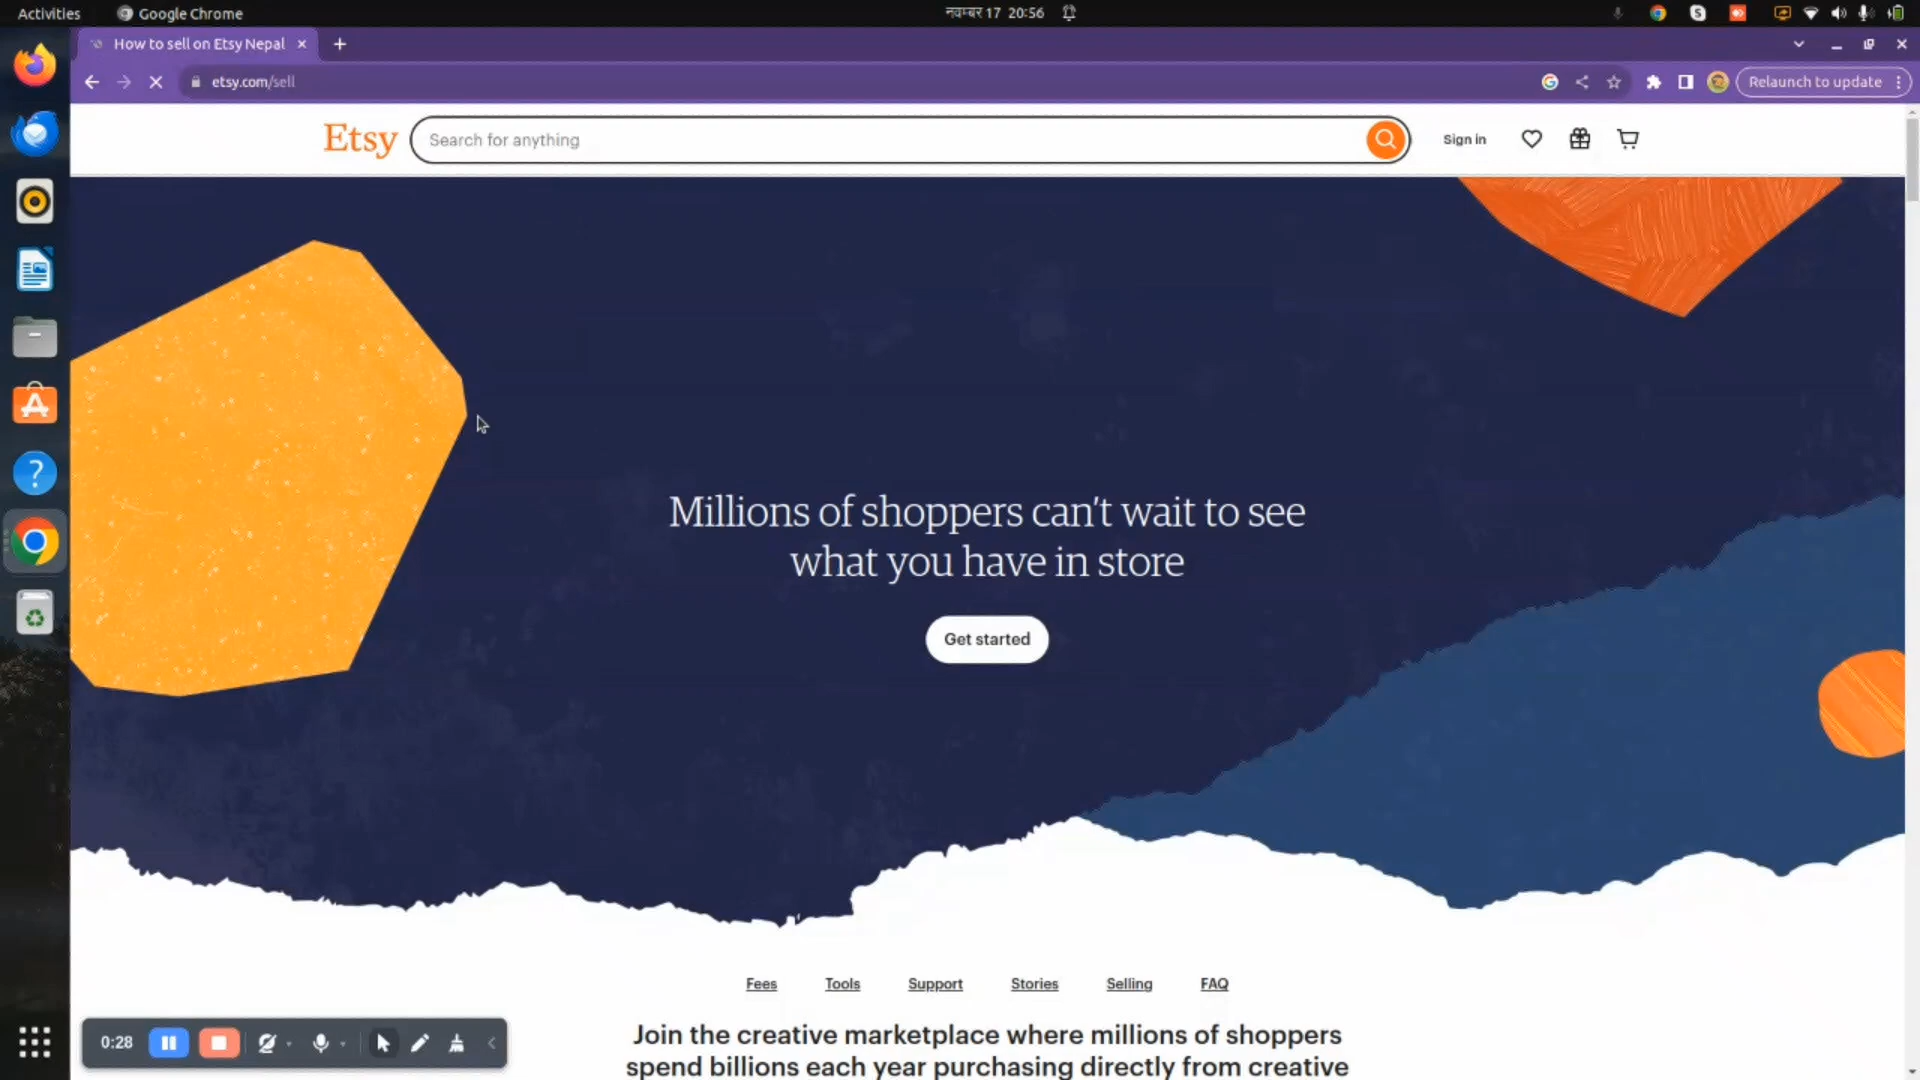 Activities
Google Chrome
नवम्बर 17 20:56
How to sell on Etsy Nepal
etsy.com/sell
Relaunch to update
Etsy
Search for anything
Sign in
Millions of shoppers can't wait to see
what you have in store
Get started
Fees Tools Support Stories Selling FAQ
Join the creative marketplace where millions of shoppers
spend billions each year purchasing directly from creative
0:28